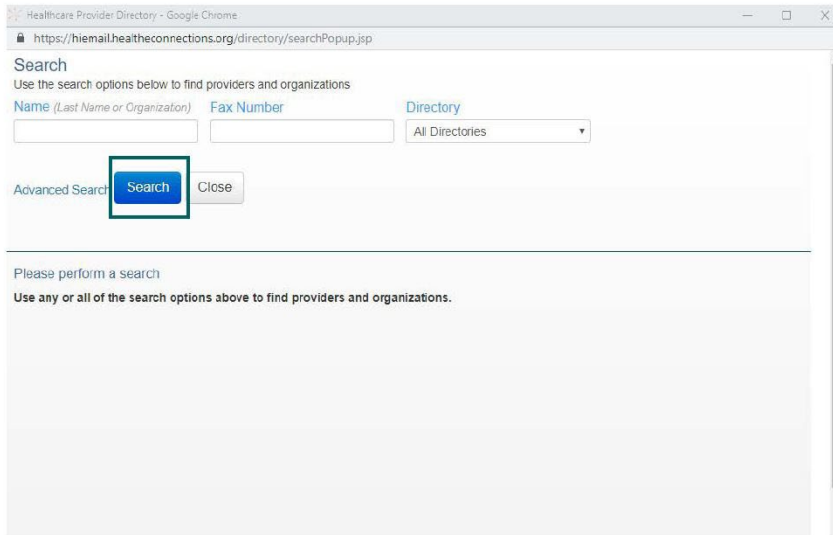 Healthcare Provider Directory - Google Chrome
https://hiemail.healtheconnections.org/directory/searchPopup.jsp
Search
Use the search options below to find providers and organizations
Name (Last Name or Organization) Fax Number Directory
All Directories
Advanced Search Search Close
Please perform a search
Use any or all of the search options above to find providers and organizations.